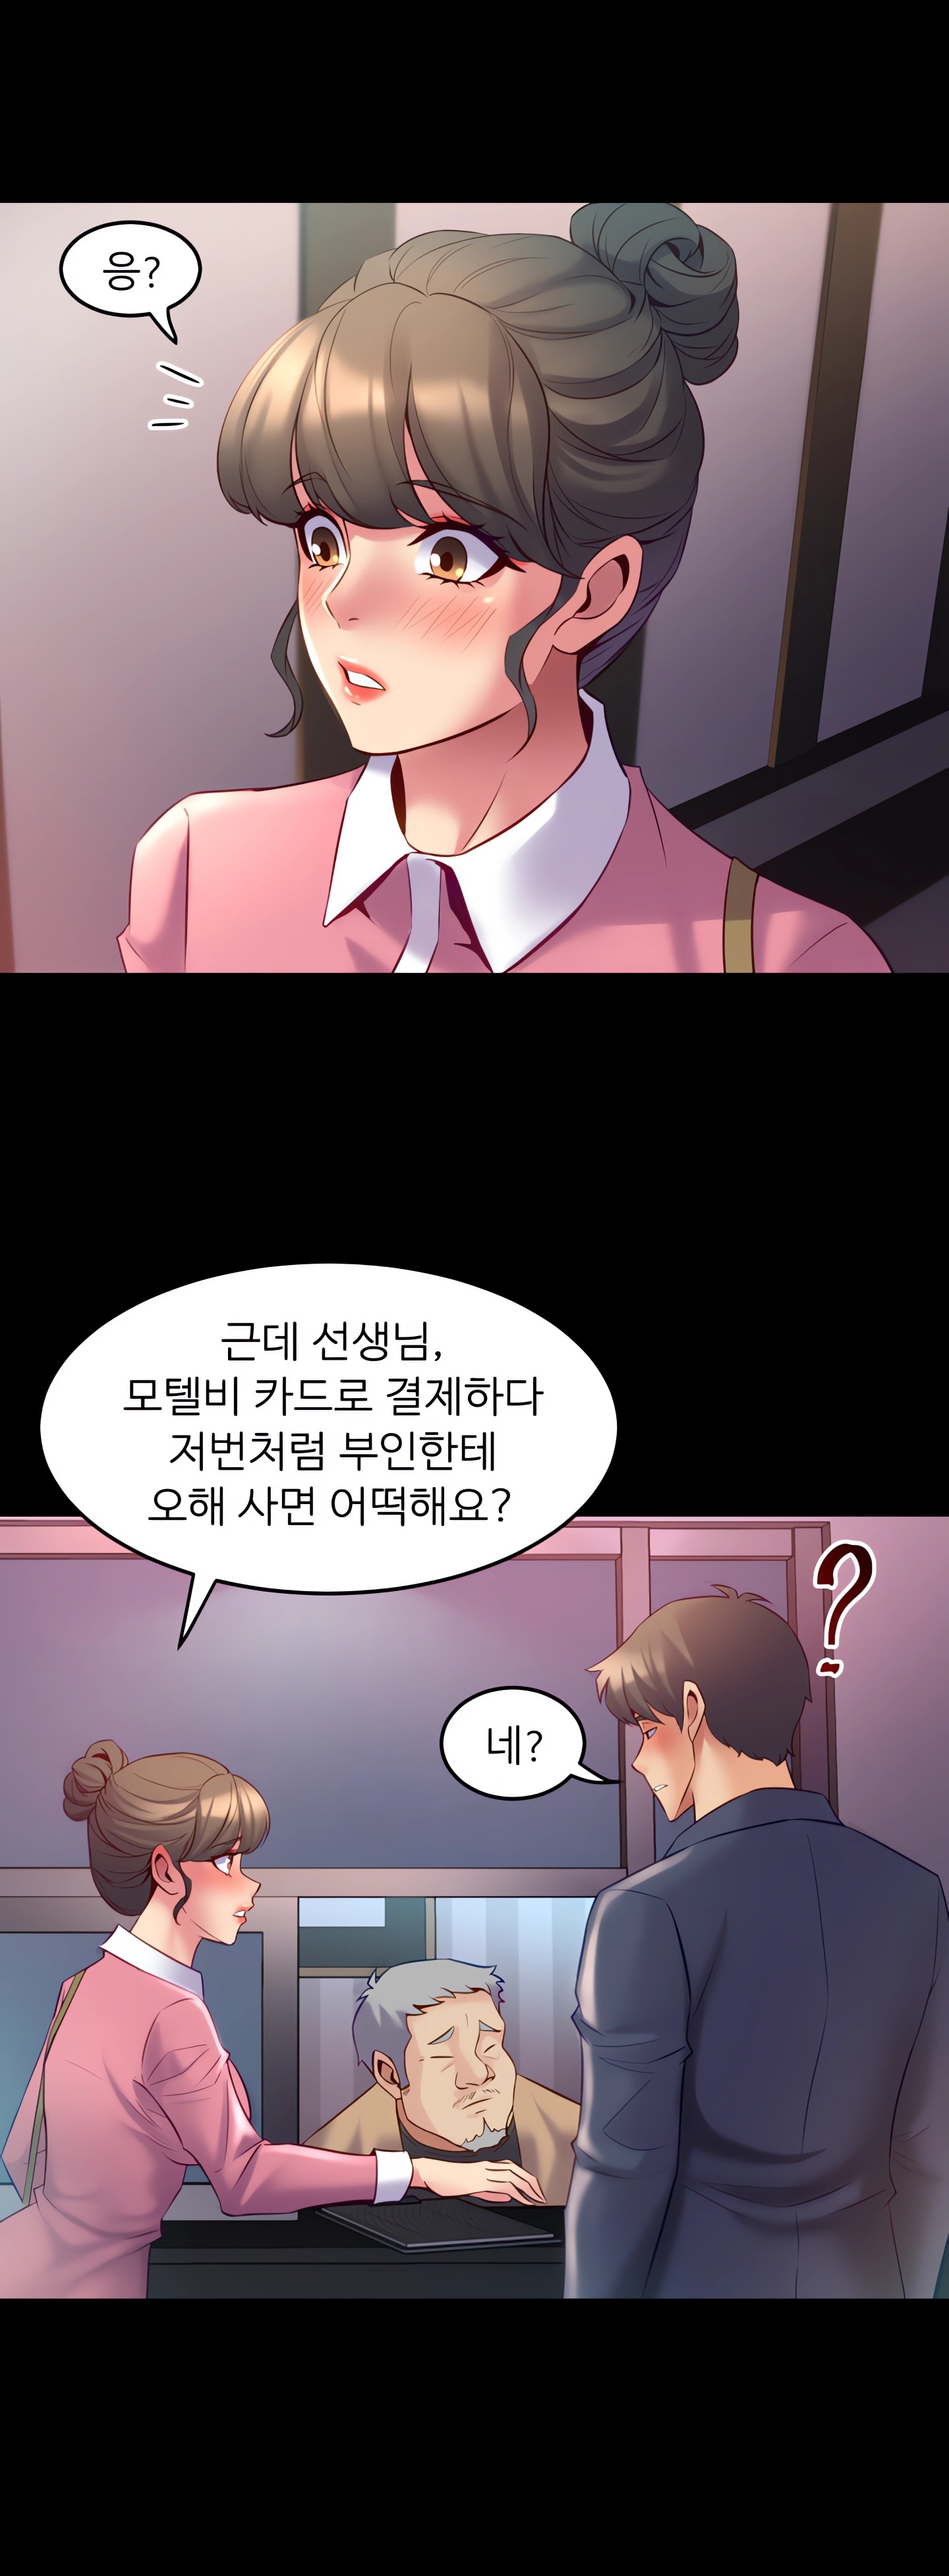 응?
근데 선생님,
모텔비 카드로 결제하다
저번처럼 부인한테
오해 사면 어떡해요?
네?
?